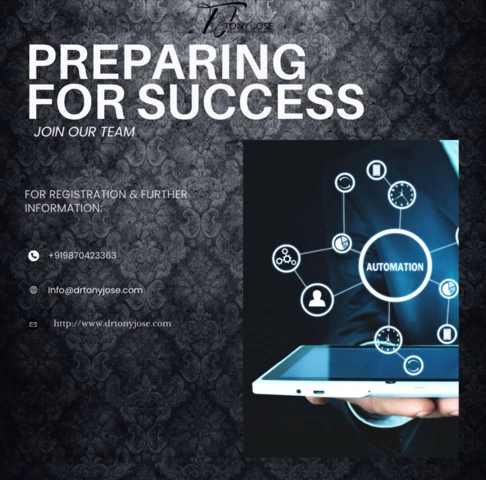 TJ
TONY JOSE
PREPARING
FOR SUCCESS
JOIN OUR TEAM
FOR REGISTRATION & FURTHER
INFORMATION:
+919870423363
Info@drtonyjose.com
http://www.drtonyjose.com
AUTOMATION